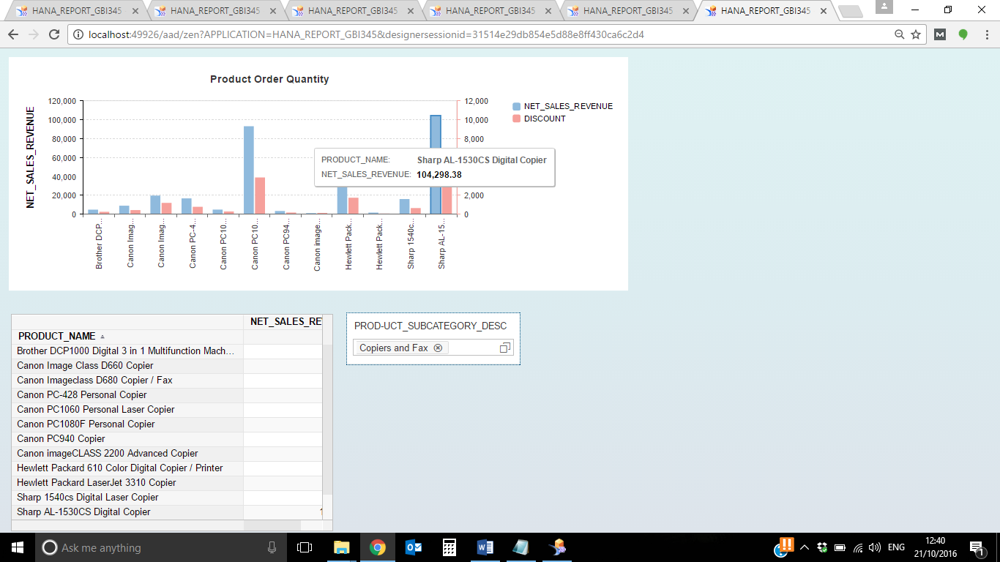 HANA_REPORT_GBI345
HANA_REPORT_GBI345
HANA_REPORT_GBI345
HANA_REPORT_GBI345
HANA_REPORT_GBI345
HANA_REPORT_GBI345
localhost:49926/aad/zen?APPLICATION=HANA_REPORT_GBI345&designersessionid=31514e29db854e5d88e8ff430ca6c2d4
Product Order Quantity
NET_SALES_REVENUE
120,000
100,000
80,000
60,000
40,000
20,000
0
12,000
10,000
8,000
2,000
0
NET_SALES_REVENUE
DISCOUNT
PRODUCT_NAME: Sharp AL-1530CS Digital Copier
NET_SALES_REVENUE: 104,298.38
Brother DCP...
Canon Imag...
Canon Imag...
Canon PC-4...
Canon PC10...
Canon PC10...
Canon PC94...
Canon image...
Hewlett Pack...
Hewlett Pack...
Sharp 1540c...
Sharp AL-15...
NET_SALES_RE
PRODUCT_NAME
Brother DCP1000 Digital 3 in 1 Multifunction Mach...
Canon Image Class D660 Copier
Canon Imageclass D680 Copier / Fax
Canon PC-428 Personal Copier
Canon PC1060 Personal Laser Copier
Canon PC1080F Personal Copier
Canon PC940 Copier
Canon imageCLASS 2200 Advanced Copier
Hewlett Packard 610 Color Digital Copier / Printer
Hewlett Packard LaserJet 3310 Copier
Sharp 1540cs Digital Laser Copier
Sharp AL-1530CS Digital Copier
PROD-UCT_SUBCATEGORY_DESC
Copiers and Fax
Ask me anything
ENG
12:40
21/10/2016
1